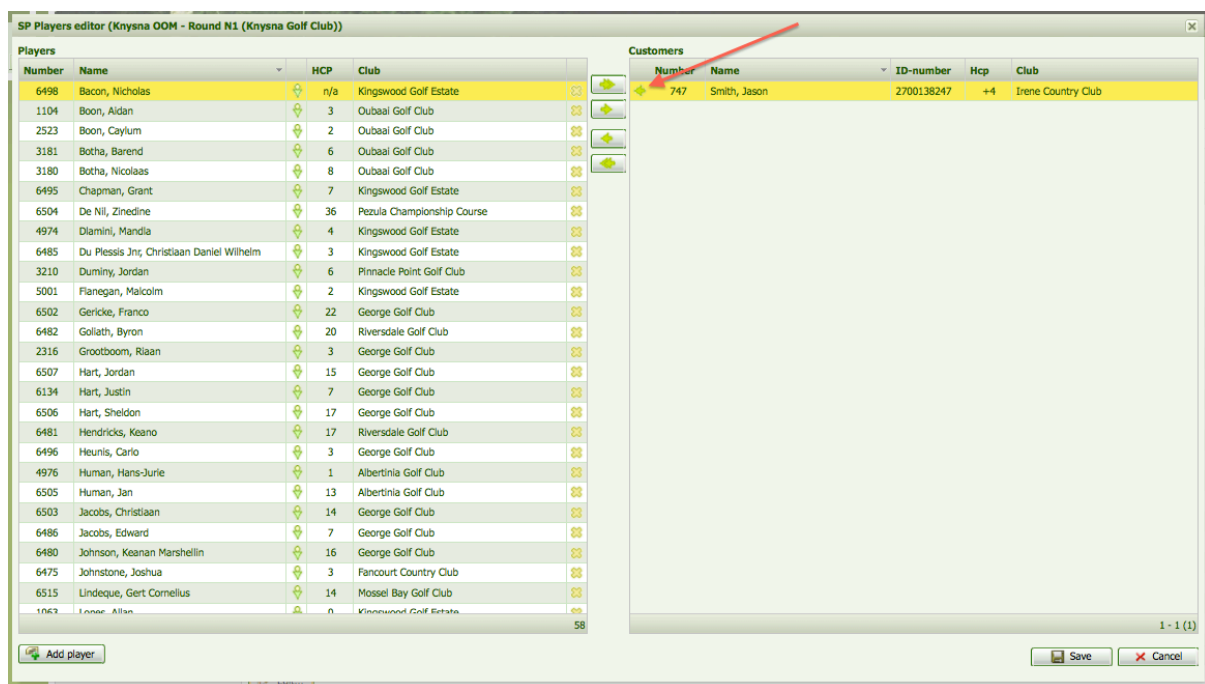 SP Players editor (Knysna OOM - Round N1 (Knysna Golf Club))
Players
Number Name HCP Club
6498 Bacon, Nicholas n/a Kingswood Golf Estate
1104 Boon, Aidan 3 Oubaai Golf Club
2523 Boon, Caylum 2 Oubaai Golf Club
3181 Botha, Barend 6 Oubaai Golf Club
3180 Botha, Nicolaas 8 Oubaai Golf Club
6495 Chapman, Grant 7 Kingswood Golf Estate
6504 De Nil, Zinedine 36 Pezula Championship Course
4974 Dlamini, Mandla 4 Kingswood Golf Estate
6485 Du Plessis Jnr, Christiaan Daniel Wilhelm 3 Kingswood Golf Estate
3210 Duminy, Jordan 6 Pinnacle Point Golf Club
5001 Flanegan, Malcolm 2 Kingswood Golf Estate
6502 Gericke, Franco 22 George Golf Club
6482 Goliath, Byron 20 Riversdale Golf Club
2316 Grootboom, Riaan 3 George Golf Club
6507 Hart, Jordan 15 George Golf Club
6134 Hart, Justin 7 George Golf Club
6506 Hart, Sheldon 17 George Golf Club
6481 Hendricks, Keano 17 Riversdale Golf Club
6496 Heunis, Carlo 3 George Golf Club
4976 Human, Hans-Jurie 1 Albertinia Golf Club
6505 Human, Jan 13 Albertinia Golf Club
6503 Jacobs, Christiaan 14 George Golf Club
6486 Jacobs, Edward 7 George Golf Club
6480 Johnson, Keanan Marshellin 16 George Golf Club
6475 Johnstone, Joshua 3 Fancourt Country Club
6515 Lindeque, Gert Cornelius 14 Mossel Bay Golf Club
1063 Lopes, Allan 0 Kingswood Golf Estate
58
Add player
Customers
Number Name ID-number Hcp Club
747 Smith, Jason 2700138247 +4 Irene Country Club
1 - 1 (1)
Save Cancel